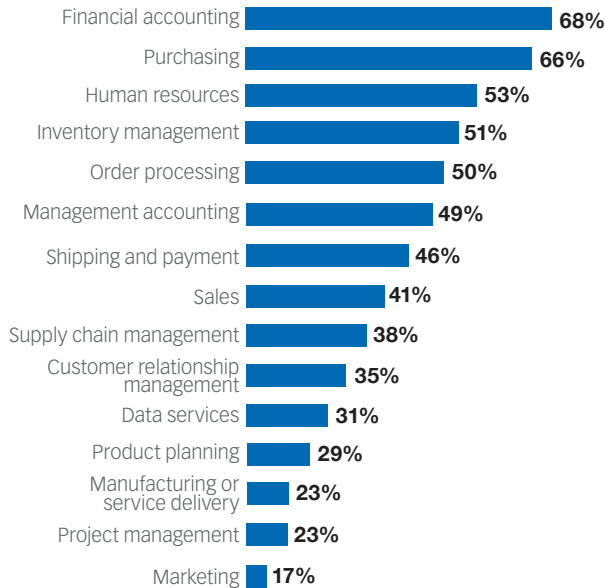 Financial accounting 68%
Purchasing 66%
Human resources 53%
Inventory management 51%
Order processing 50%
Management accounting 49%
Shipping and payment 46%
Sales 41%
Supply chain management 38%
Customer relationship
management 35%
Data services 31%
Product planning 29%
Manufacturing or
service delivery 23%
Project management 23%
Marketing 17%